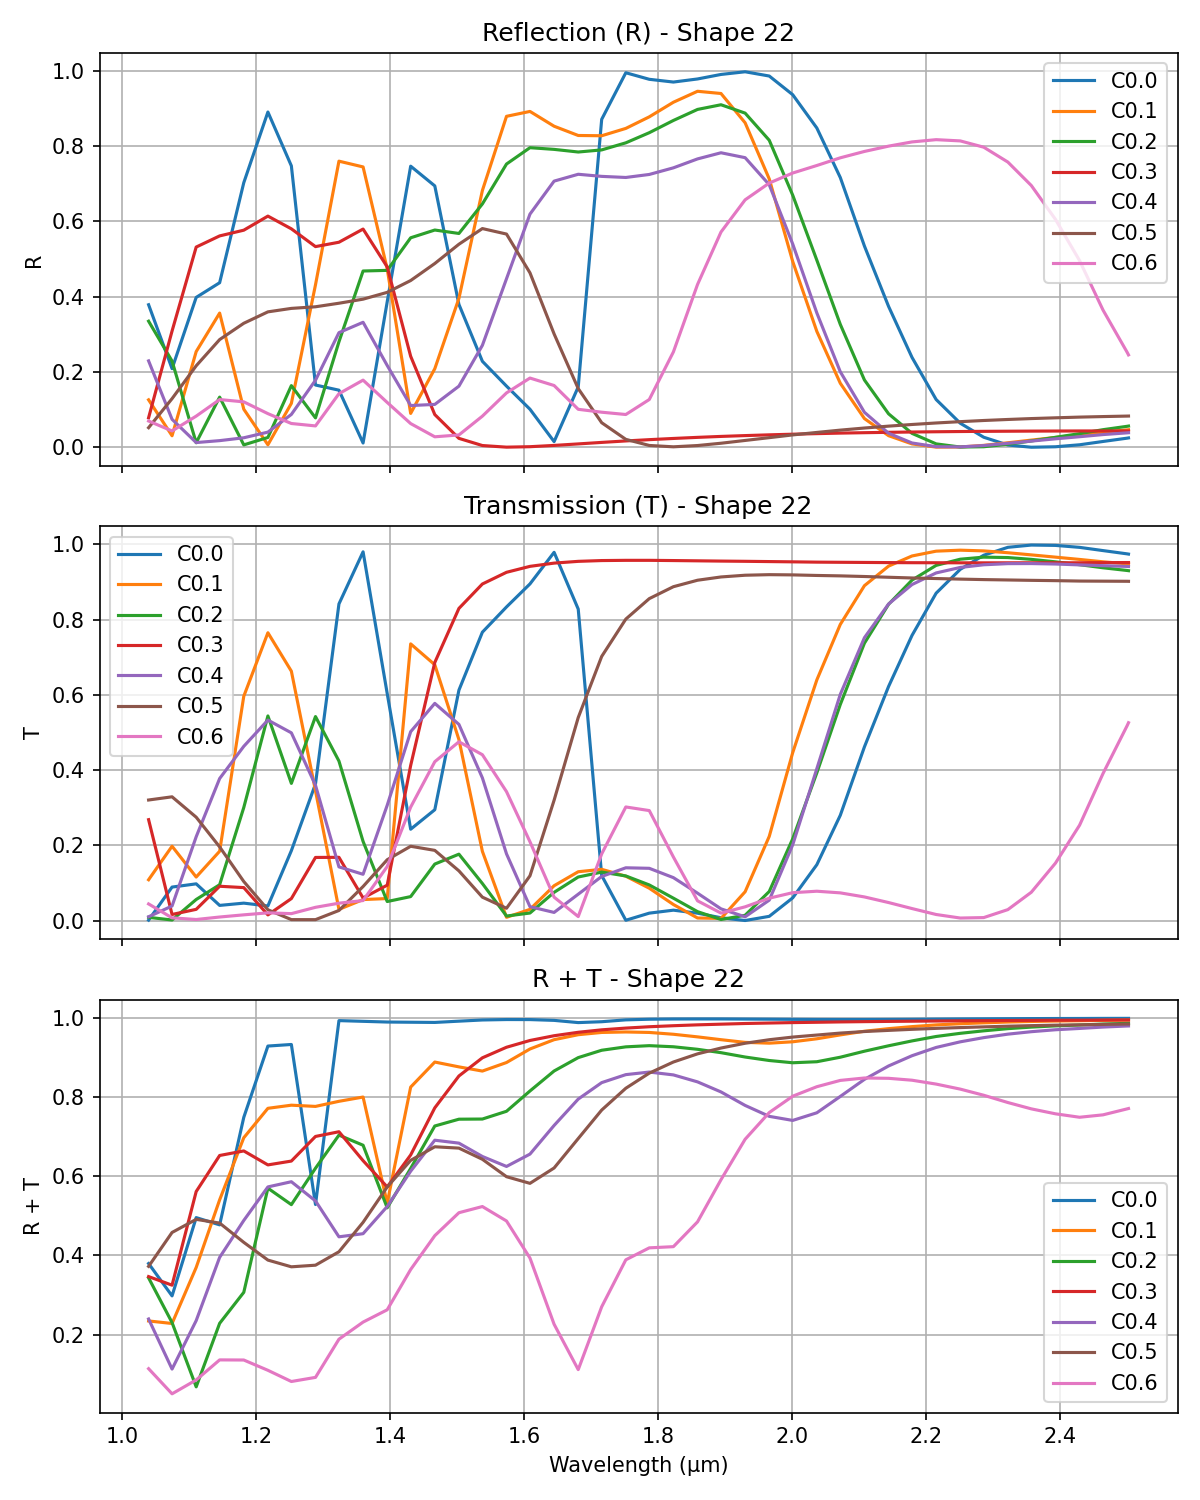 Reflection (R) - Shape 22
1.0
0.8
0.6
0.4
0.2
0.0
R
C0.0
C0.1
C0.2
C0.3
C0.4
C0.5
C0.6
Transmission (T) - Shape 22
1.0
0.8
0.6
0.4
0.2
0.0
T
C0.0
C0.1
C0.2
C0.3
C0.4
C0.5
C0.6
R + T - Shape 22
1.0
0.8
0.6
0.4
0.2
R + T
C0.0
C0.1
C0.2
C0.3
C0.4
C0.5
C0.6
1.0 1.2 1.4 1.6 1.8 2.0 2.2 2.4
Wavelength (μm)